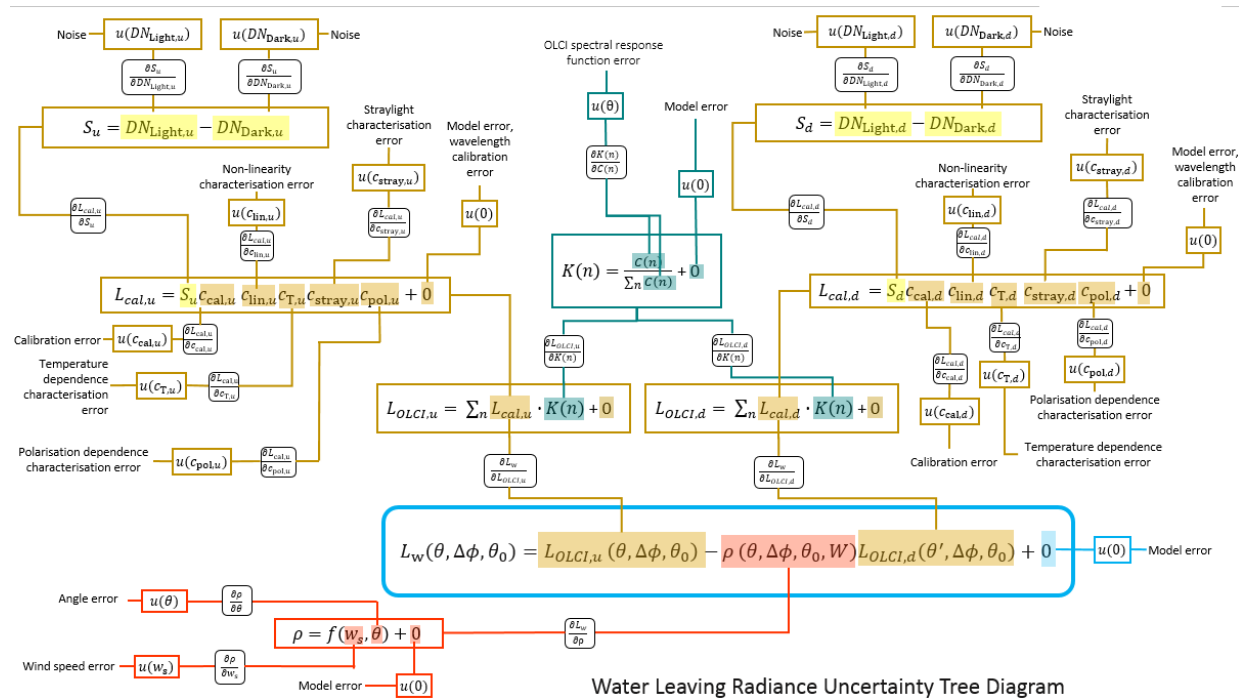 Noise
u(DN_Light,u)
u(DN_Dark,u)
Noise
∂S_u/∂DN_Light,u
∂S_u/∂DN_Dark,u
S_u = DN_Light,u − DN_Dark,u
Straylight
characterisation
error
u(c_stray,u)
∂L_cal,u/∂c_stray,u
Model error,
wavelength
calibration
error
u(0)
Non-linearity
characterisation error
u(c_lin,u)
∂L_cal,u/∂c_lin,u
∂L_cal,u/∂S_u
L_cal,u = S_u c_cal,u c_lin,u c_T,u c_stray,u c_pol,u + 0
Calibration error
u(c_cal,u)
∂L_cal,u/∂c_cal,u
Temperature
dependence
characterisation
error
u(c_T,u)
∂L_cal,u/∂c_T,u
Polarisation dependence
characterisation error
u(c_pol,u)
∂L_cal,u/∂c_pol,u
OLCI spectral response
function error
u(θ)
∂K(n)/∂C(n)
Model error
u(0)
K(n) = C(n)/∑_n C(n) + 0
∂L_OLCI,u/∂K(n)
∂L_OLCI,d/∂K(n)
L_OLCI,u = ∑_n L_cal,u · K(n) + 0
L_OLCI,d = ∑_n L_cal,d · K(n) + 0
∂L_w/∂L_OLCI,u
∂L_w/∂L_OLCI,d
Noise
u(DN_Light,d)
u(DN_Dark,d)
Noise
∂S_d/∂DN_Light,d
∂S_d/∂DN_Dark,d
S_d = DN_Light,d − DN_Dark,d
Straylight
characterisation
error
u(c_stray,d)
∂L_cal,d/∂c_stray,d
Model error,
wavelength
calibration
error
u(0)
Non-linearity
characterisation error
u(c_lin,d)
∂L_cal,d/∂c_lin,d
∂L_cal,d/∂S_d
L_cal,d = S_d c_cal,d c_lin,d c_T,d c_stray,d c_pol,d + 0
∂L_cal,d/∂c_cal,d
u(c_cal,d)
Calibration error
∂L_cal,d/∂c_T,d
u(c_T,d)
Temperature dependence
characterisation error
∂L_cal,d/∂c_pol,d
u(c_pol,d)
Polarisation dependence
characterisation error
L_w(θ, Δϕ, θ_0) = L_OLCI,u (θ, Δϕ, θ_0) − ρ (θ, Δϕ, θ_0, W) L_OLCI,d (θ′, Δϕ, θ_0) + 0
u(0)
Model error
Angle error
u(θ)
∂ρ/∂θ
ρ = f(w_s, θ) + 0
∂L_w/∂ρ
Wind speed error
u(w_s)
∂ρ/∂w_s
Model error
u(0)
Water Leaving Radiance Uncertainty Tree Diagram